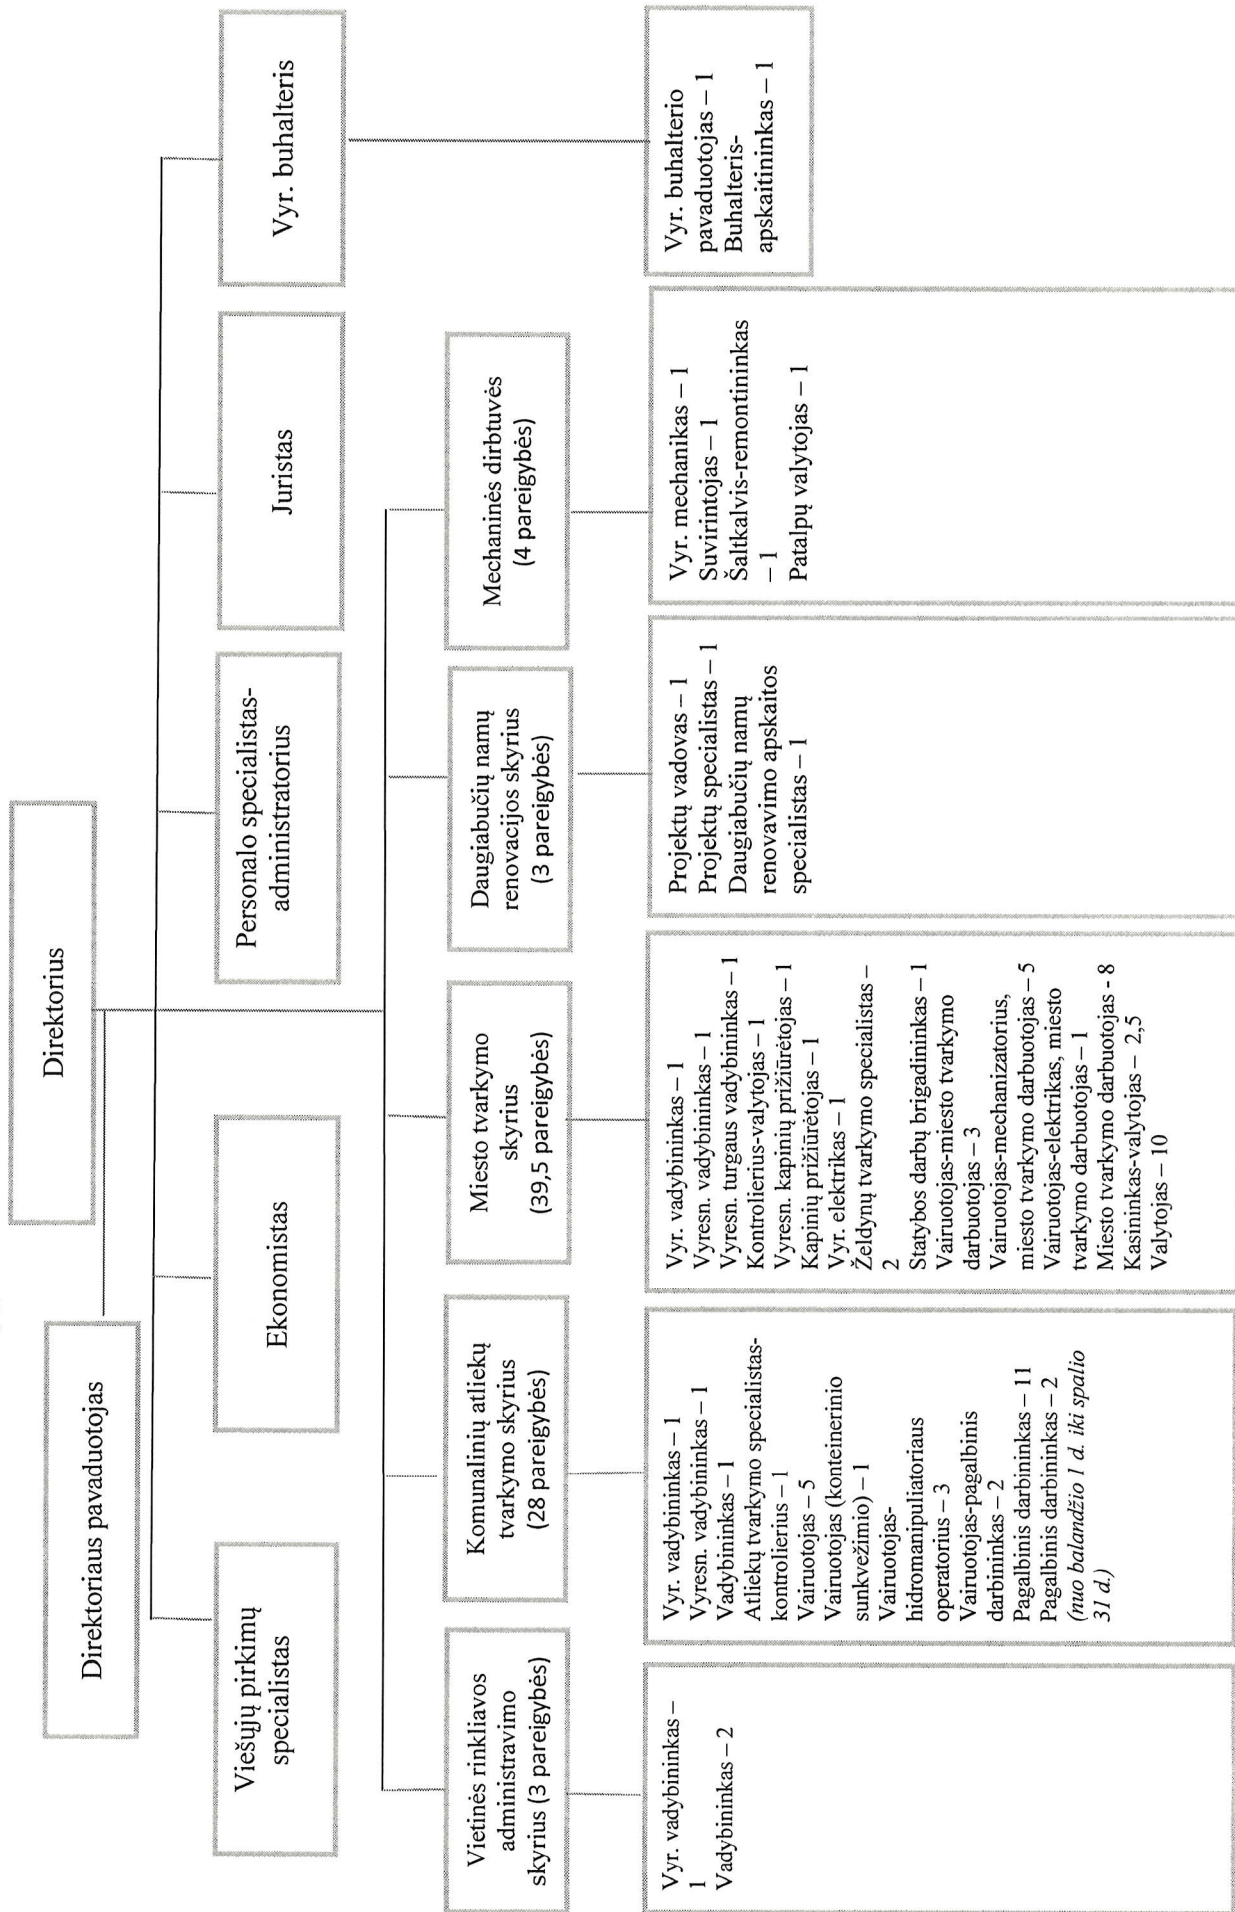 Direktorius
Direktoriaus pavaduotojas
Viešųjų pirkimų
specialistas
Ekonomistas
Personalo specialistas-
administratorius
Juristas
Vyr. buhalteris
Vietinės rinkliavos
administravimo
skyrius (3 pareigybės)
Komunalinių atliekų
tvarkymo skyrius
(28 pareigybės)
Miesto tvarkymo
skyrius
(39,5 pareigybės)
Daugiabučių namų
renovacijos skyrius
(3 pareigybės)
Mechaninės dirbtuvės
(4 pareigybės)
Vyr. vadybininkas –
1
Vadybininkas – 2
Vyr. vadybininkas – 1
Vyresn. vadybininkas – 1
Vadybininkas – 1
Atliekų tvarkymo specialistas-
kontrolierius – 1
Vairuotojas – 5
Vairuotojas (konteinerinio
sunkvežimio) – 1
Vairuotojas-
hidromanipuliatoriaus
operatorius – 3
Vairuotojas-pagalbinis
darbininkas – 2
Pagalbinis darbininkas – 11
Pagalbinis darbininkas – 2
(nuo balandžio 1 d. iki spalio
31 d.)
Vyr. vadybininkas – 1
Vyresn. vadybininkas – 1
Vyresn. turgaus vadybininkas – 1
Kontrolierius-valytojas – 1
Vyresn. kapinių prižiūrėtojas – 1
Kapinių prižiūrėtojas – 1
Vyr. elektrikas – 1
Želdynų tvarkymo specialistas –
2
Statybos darbų brigadininkas – 1
Vairuotojas-miesto tvarkymo
darbuotojas – 3
Vairuotojas-mechanizatorius,
miesto tvarkymo darbuotojas – 5
Vairuotojas-elektrikas, miesto
tvarkymo darbuotojas – 1
Miesto tvarkymo darbuotojas - 8
Kasininkas-valytojas – 2,5
Valytojas – 10
Projektų vadovas – 1
Projektų specialistas – 1
Daugiabučių namų
renovavimo apskaitos
specialistas – 1
Vyr. mechanikas – 1
Suvirintojas – 1
Šaltkalvis-remontininkas
– 1
Patalpų valytojas – 1
Vyr. buhalterio
pavaduotojas – 1
Buhalteris-
apskaitininkas – 1